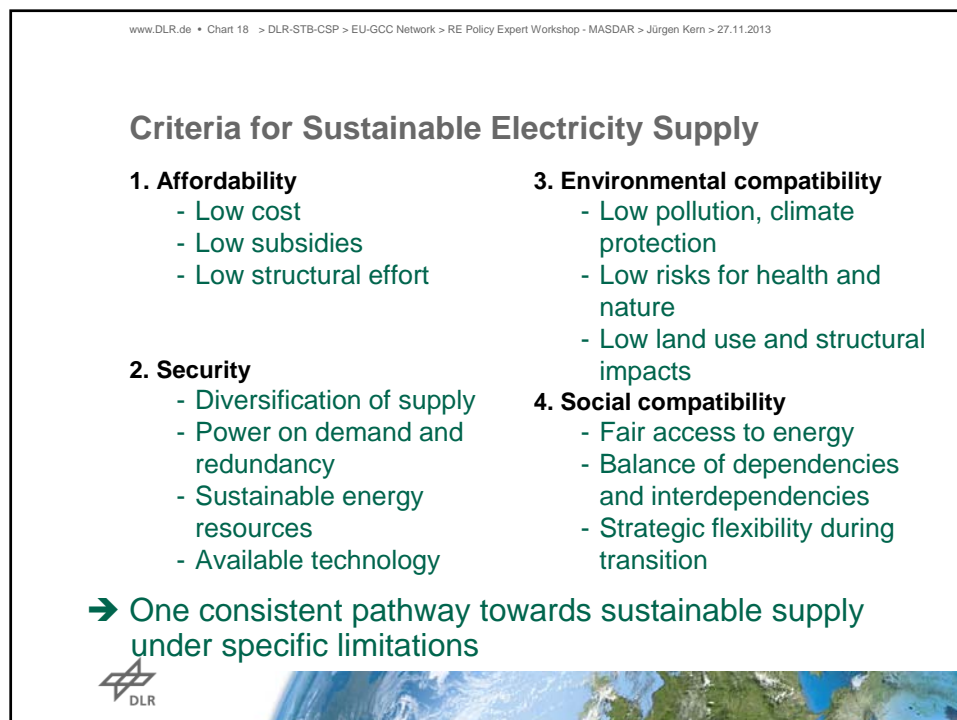 www.DLR.de • Chart 18 > DLR-STB-CSP > EU-GCC Network > RE Policy Expert Workshop - MASDAR > Jürgen Kern > 27.11.2013
Criteria for Sustainable Electricity Supply
1. Affordability
- Low cost
- Low subsidies
- Low structural effort
2. Security
- Diversification of supply
- Power on demand and
redundancy
- Sustainable energy
resources
- Available technology
3. Environmental compatibility
- Low pollution, climate
protection
- Low risks for health and
nature
- Low land use and structural
impacts
4. Social compatibility
- Fair access to energy
- Balance of dependencies
and interdependencies
- Strategic flexibility during
transition
➔ One consistent pathway towards sustainable supply
under specific limitations
DLR